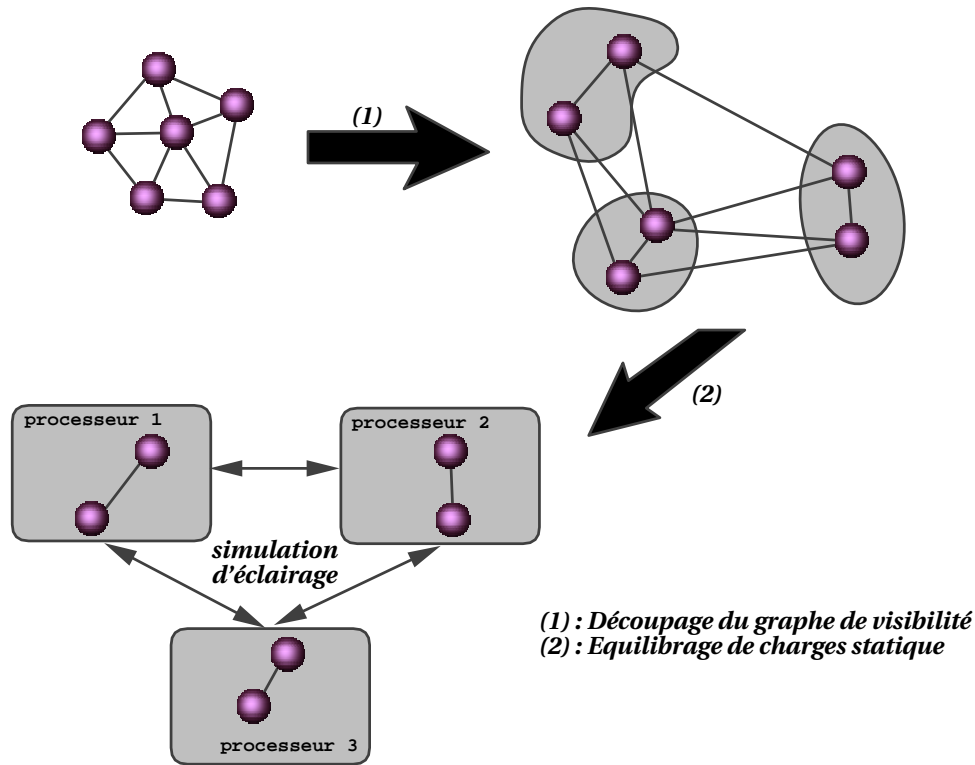 (1)
(2)
processeur 1
processeur 2
simulation
d'éclairage
(1) : Découpage du graphe de visibilité
(2) : Equilibrage de charges statique
processeur 3